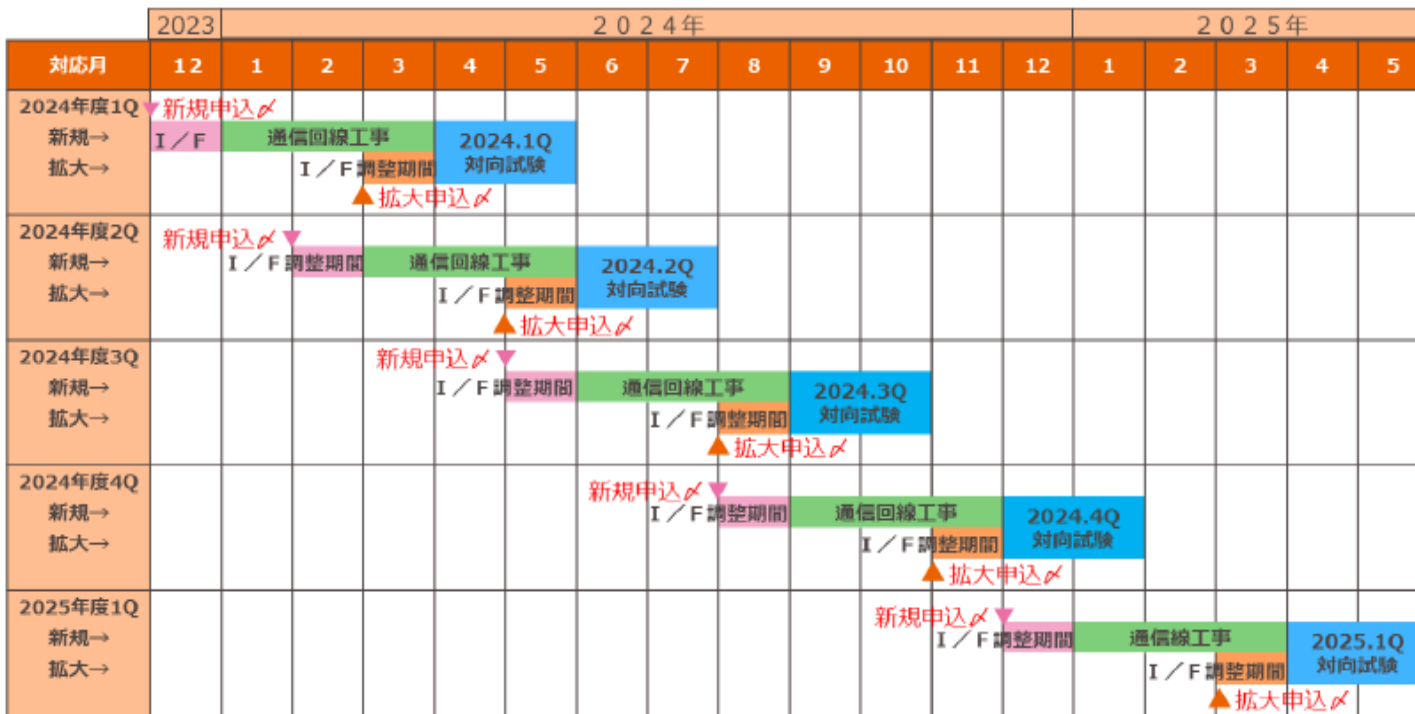 2023 2024年 2025年
対応月 12 1 2 3 4 5 6 7 8 9 10 11 12 1 2 3 4 5
2024年度1Q 新規申込〆
新規→ I／F 通信回線工事 2024.1Q
対向試験
拡大→ I／F調整期間
拡大申込〆
2024年度2Q 新規申込〆
新規→ I／F調整期間 通信回線工事 2024.2Q
対向試験
拡大→ I／F調整期間
拡大申込〆
2024年度3Q 新規申込〆
新規→ I／F調整期間 通信回線工事 2024.3Q
対向試験
拡大→ I／F調整期間
拡大申込〆
2024年度4Q 新規申込〆
新規→ I／F調整期間 通信回線工事 2024.4Q
対向試験
拡大→ I／F調整期間
拡大申込〆
2025年度1Q 新規申込〆
新規→ I／F調整期間 通信線工事 2025.1Q
対向試験
拡大→ I／F調整期間
拡大申込〆